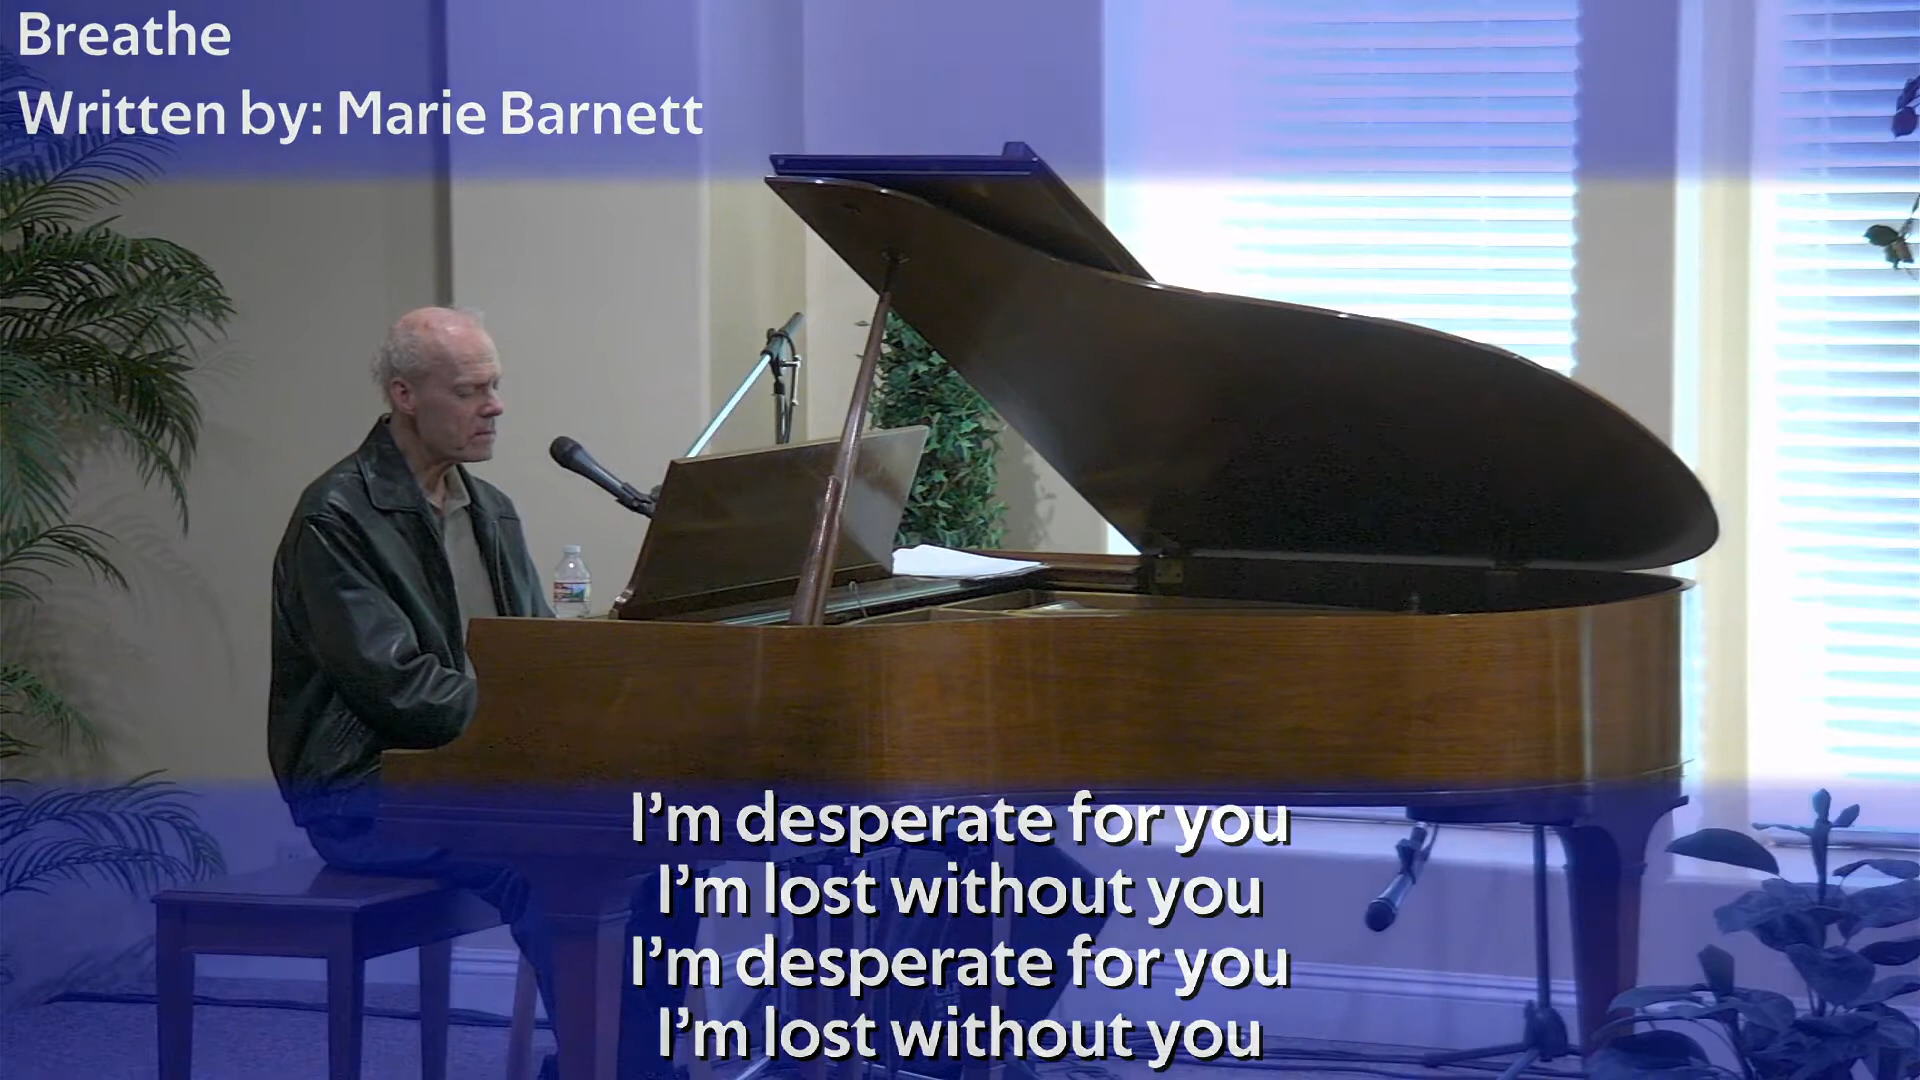 Breathe
Written by: Marie Barnett
I'm desperate for you
I'm lost without you
I'm desperate for you
I'm lost without you